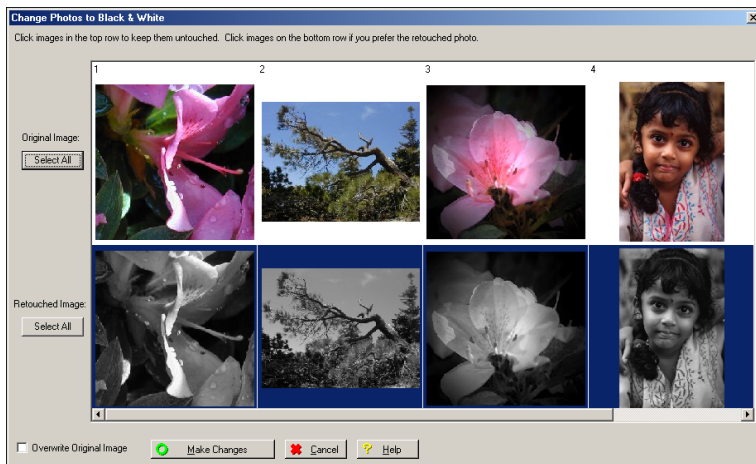 Change Photos to Black & White
Click images in the top row to keep them untouched. Click images on the bottom row if you prefer the retouched photo.
1 2 3 4
Original Image:
Select All
Retouched Image:
Select All
Overwrite Original Image Make Changes Cancel Help